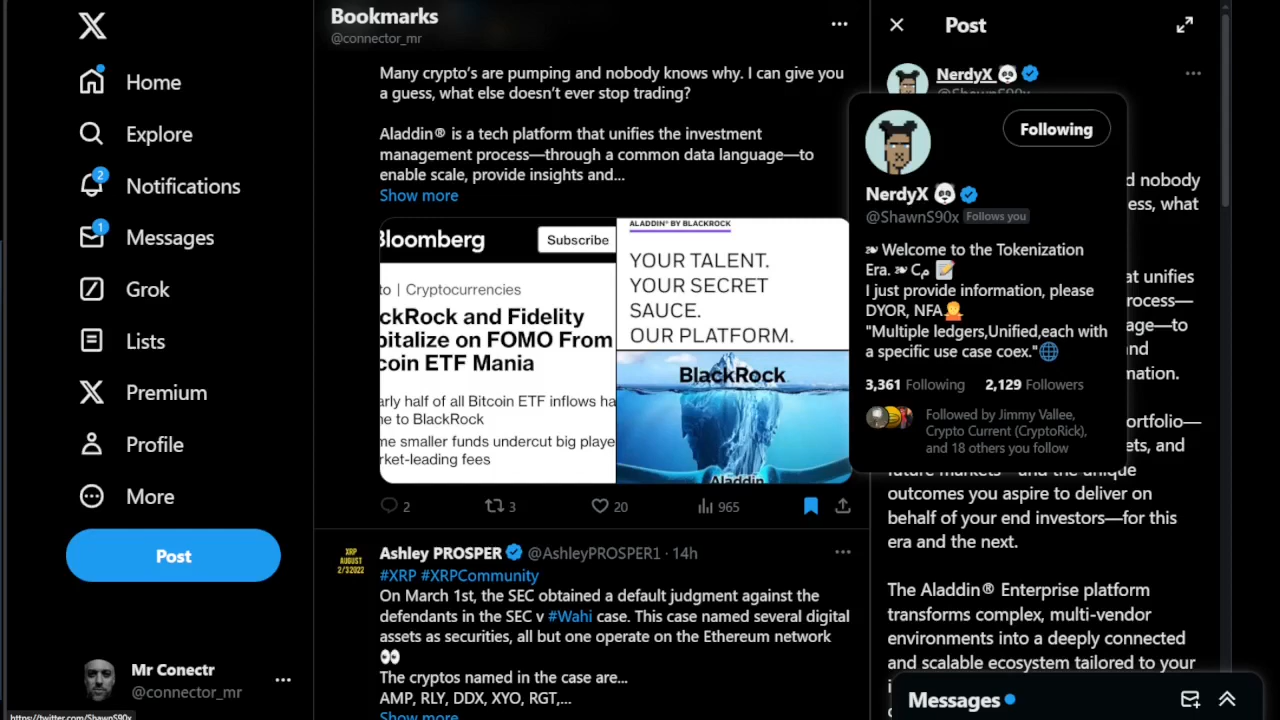 Home
Explore
2
Notifications
1
Messages
Grok
Lists
Premium
Profile
More
Post
Mr Conectr
@connector_mr
https://twitter.com/ShawnS90x
Bookmarks
@connector_mr
Many crypto's are pumping and nobody knows why. I can give you
a guess, what else doesn't ever stop trading?
Aladdin® is a tech platform that unifies the investment
management process—through a common data language—to
enable scale, provide insights and...
Show more
Bloomberg
Subscribe
to | Cryptocurrencies
ckRock and Fidelity
pitalize on FOMO From
coin ETF Mania
arly half of all Bitcoin ETF inflows ha
ne to BlackRock
me smaller funds undercut big playe
rket-leading fees
ALADDIN® BY BLACKROCK
YOUR TALENT.
YOUR SECRET
SAUCE.
OUR PLATFORM.
BlackRock
Aladdin
2
3
20
965
XRP
AUGUST
2/32022
Ashley PROSPER @AshleyPROSPER1 · 14h
#XRP #XRPCommunity
On March 1st, the SEC obtained a default judgment against the
defendants in the SEC v #Wahi case. This case named several digital
assets as securities, all but one operate on the Ethereum network
👀
The cryptos named in the case are...
AMP, RLY, DDX, XYO, RGT,...
Show more
Post
NerdyX 🐼
@ShawnS90x
Following
NerdyX 🐼
@ShawnS90x Follows you
❧ Welcome to the Tokenization
Era. ❧ 📝
I just provide information, please
DYOR, NFA🤷
"Multiple ledgers,Unified,each with
a specific use case coex."🌐
3,361 Following 2,129 Followers
Followed by Jimmy Vallee,
Crypto Current (CryptoRick),
and 18 others you follow
d nobody
ess, what
at unifies
rocess—
age—to
and
mation.
ortfolio—
ets, and
future markets—and the unique
outcomes you aspire to deliver on
behalf of your end investors—for this
era and the next.
The Aladdin® Enterprise platform
transforms complex, multi-vendor
environments into a deeply connected
and scalable ecosystem tailored to your
Messages